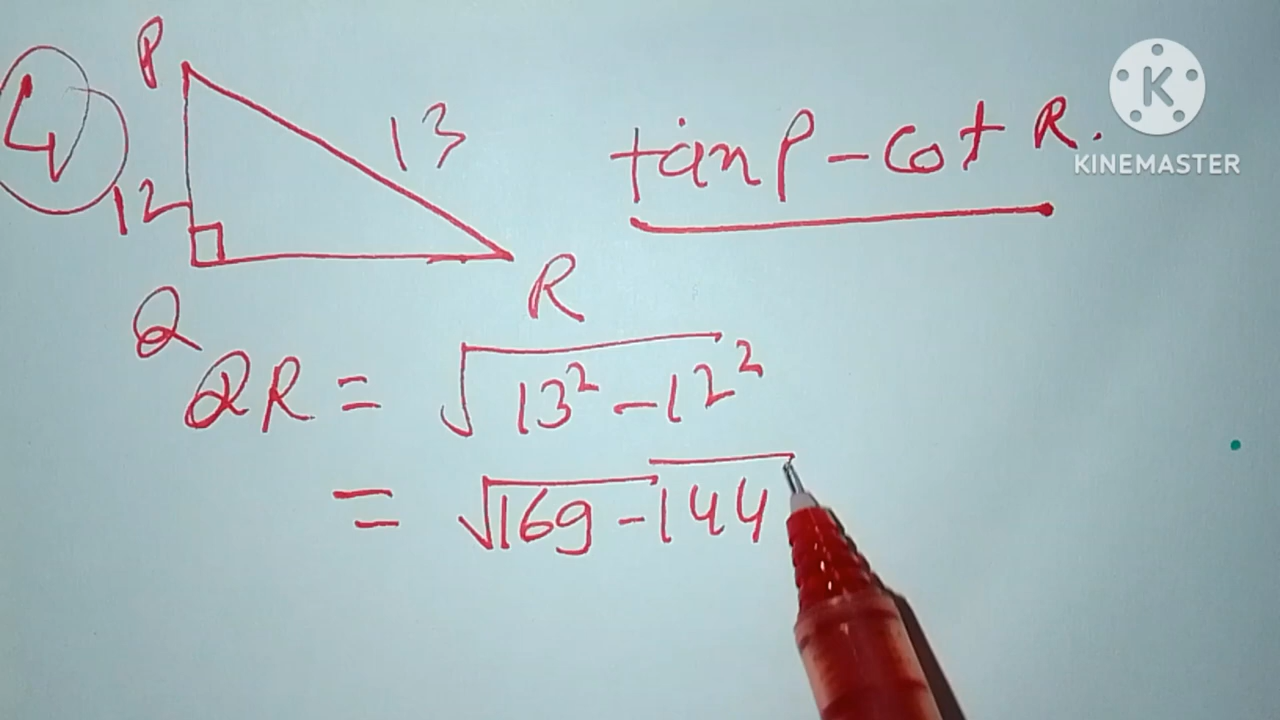 4
P
13
tan P - cot R.
KINEMASTER
12
R
Q
QR = √13² - 12²
= √169 - 144